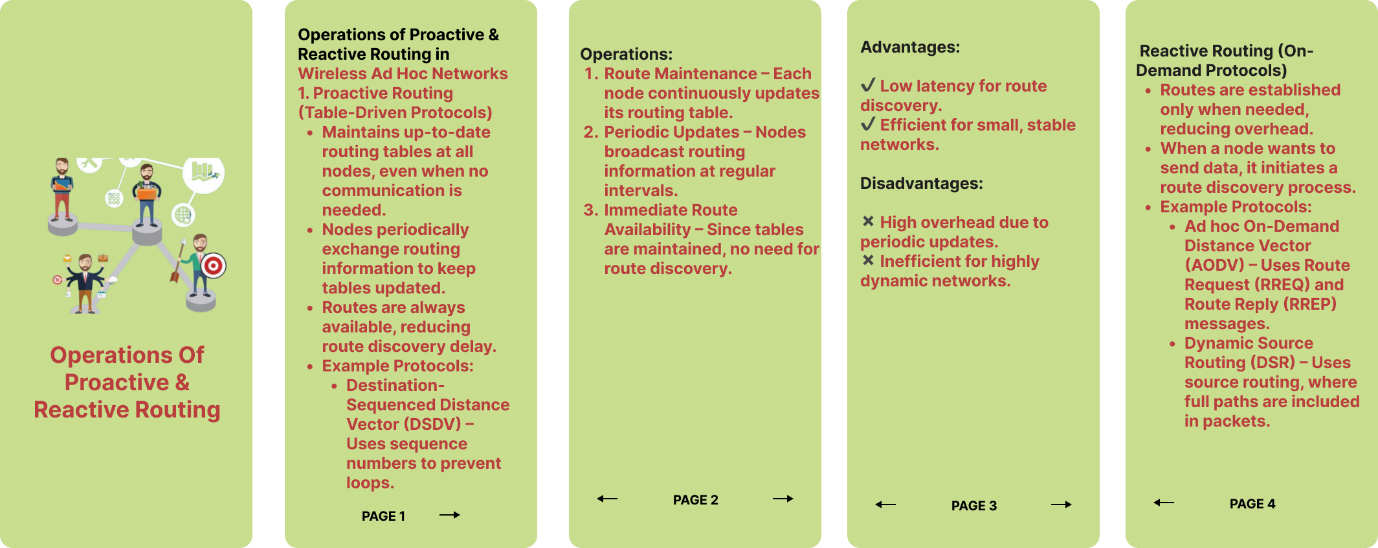 Operations Of
Proactive &
Reactive Routing
Operations of Proactive &
Reactive Routing in
Wireless Ad Hoc Networks
1. Proactive Routing
(Table-Driven Protocols)
• Maintains up-to-date
routing tables at all
nodes, even when no
communication is
needed.
• Nodes periodically
exchange routing
information to keep
tables updated.
• Routes are always
available, reducing
route discovery delay.
• Example Protocols:
• Destination-
Sequenced Distance
Vector (DSDV) –
Uses sequence
numbers to prevent
loops.
PAGE 1 →
Operations:
1. Route Maintenance – Each
node continuously updates
its routing table.
2. Periodic Updates – Nodes
broadcast routing
information at regular
intervals.
3. Immediate Route
Availability – Since tables
are maintained, no need for
route discovery.
← PAGE 2 →
Advantages:
✓ Low latency for route
discovery.
✓ Efficient for small, stable
networks.
Disadvantages:
✖ High overhead due to
periodic updates.
✖ Inefficient for highly
dynamic networks.
← PAGE 3 →
Reactive Routing (On-
Demand Protocols)
• Routes are established
only when needed,
reducing overhead.
• When a node wants to
send data, it initiates a
route discovery process.
• Example Protocols:
• Ad hoc On-Demand
Distance Vector
(AODV) – Uses Route
Request (RREQ) and
Route Reply (RREP)
messages.
• Dynamic Source
Routing (DSR) – Uses
source routing, where
full paths are included
in packets.
← PAGE 4